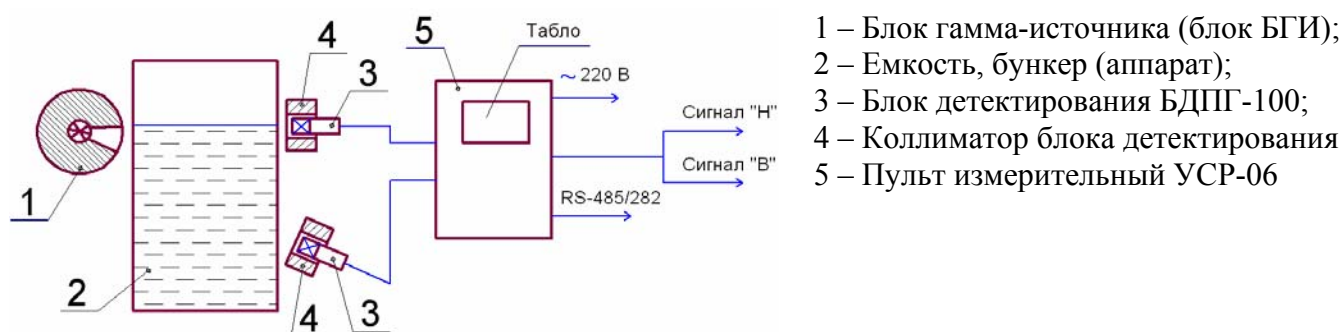 4
3
5
Табло
~ 220 В
Сигнал "Н"
Сигнал "В"
RS-485/282
1
2
4
3
1 – Блок гамма-источника (блок БГИ);
2 – Емкость, бункер (аппарат);
3 – Блок детектирования БДПГ-100;
4 – Коллиматор блока детектирования
5 – Пульт измерительный УСР-06